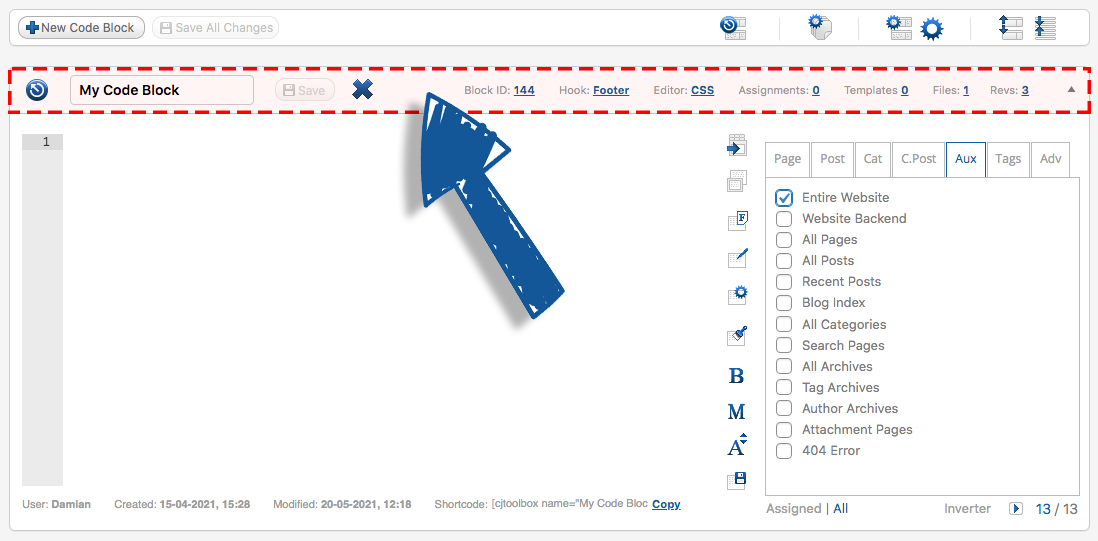 New Code Block Save All Changes
My Code Block Save Block ID: 144 Hook: Footer Editor: CSS Assignments: 0 Templates 0 Files: 1 Revs: 3
1
Page Post Cat C.Post Aux Tags Adv
Entire Website
Website Backend
All Pages
All Posts
F
Recent Posts
Blog Index
All Categories
Search Pages
All Archives
B
Tag Archives
M
Author Archives
Attachment Pages
A
404 Error
User: Damian Created: 15-04-2021, 15:28 Modified: 20-05-2021, 12:18 Shortcode: [cjtoolbox name="My Code Bloc Copy
Assigned | All Inverter 13 / 13